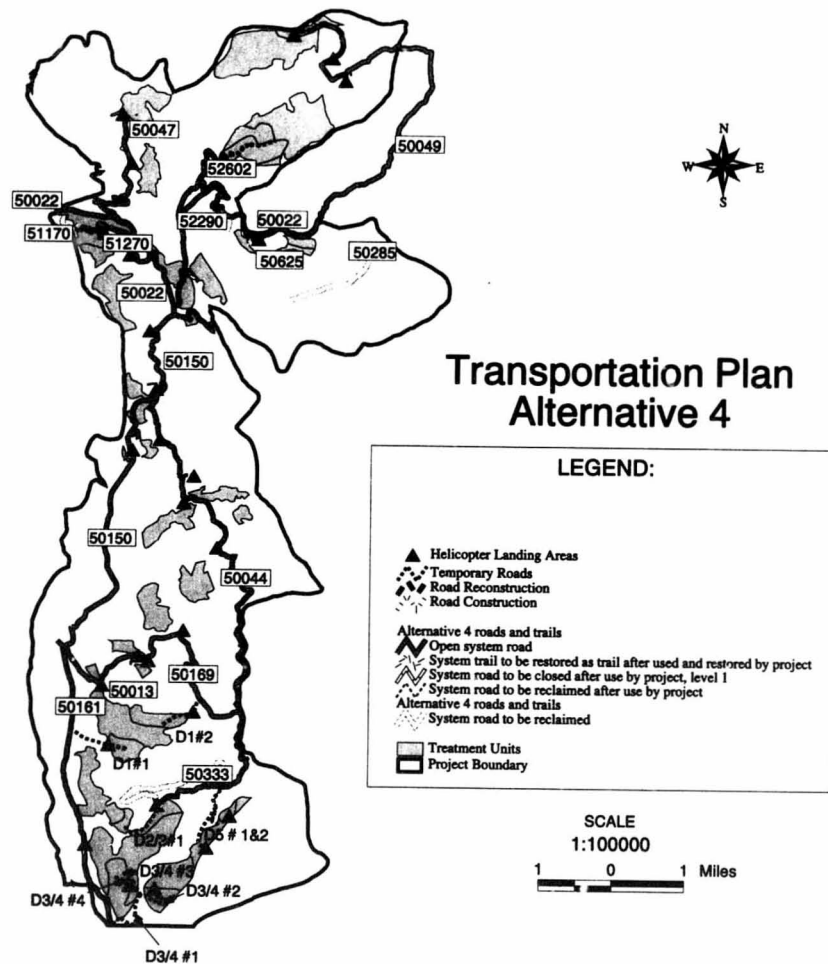 50047
50049
N
W E
S
52602
50022
52290
50022
51170
51270
50625
50285
50022
50150
Transportation Plan
Alternative 4
LEGEND:
50150
50044
Helicopter Landing Areas
Temporary Roads
Road Reconstruction
Road Construction
Alternative 4 roads and trails
Open system road
System trail to be restored as trail after used and restored by project
System road to be closed after use by project, level 1
System road to be reclaimed after use by project
Alternative 4 roads and trails
System road to be reclaimed
Treatment Units
Project Boundary
50169
50013
50161
D1#2
D1#1
50333
D2/3#1
D5 # 1&2
D3/4 #3
D3/4 #4
D3/4 #2
D3/4 #1
SCALE
1:100000
1 0 1 Miles